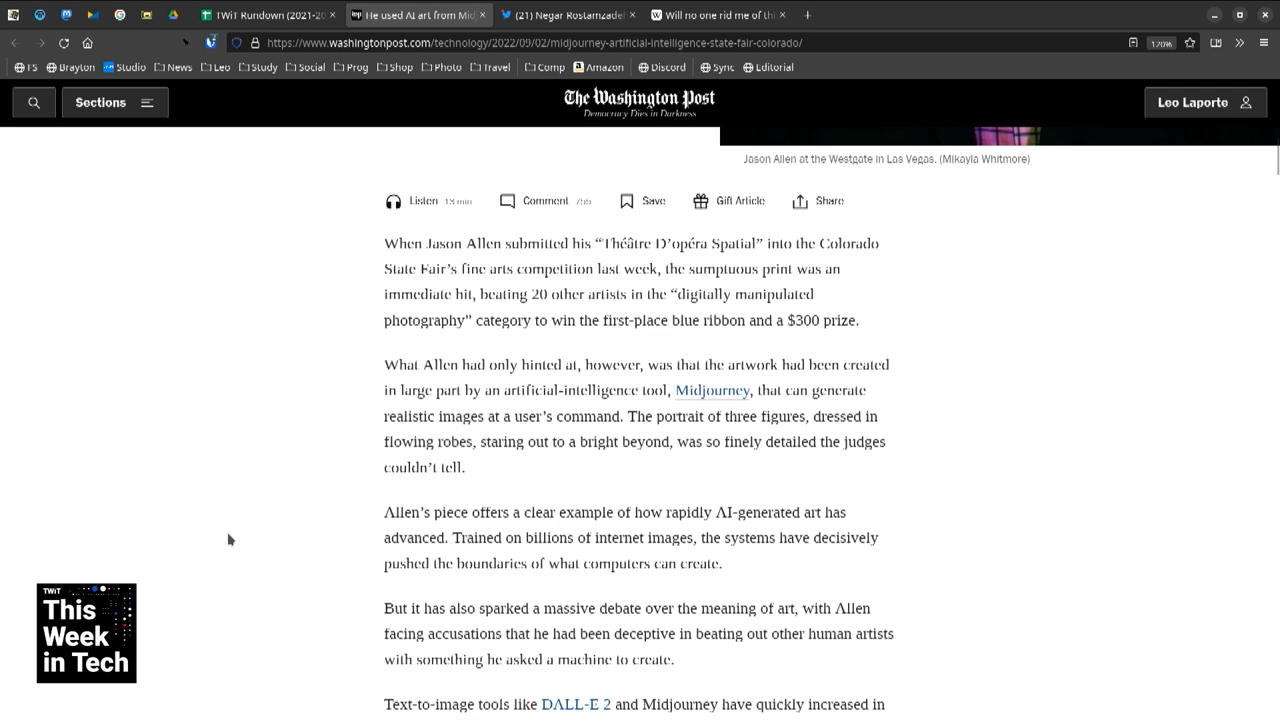 TWiT Rundown (2021-20
He used AI art from Mid
(21) Negar Rostamzadeh
Will no one rid me of thi
https://www.washingtonpost.com/technology/2022/09/02/midjourney-artificial-intelligence-state-fair-colorado/
120%
FS Brayton Studio News Leo Study Social Prog Shop Photo Travel Comp Amazon Discord Sync Editorial
Sections
The Washington Post
Democracy Dies in Darkness
Leo Laporte
Jason Allen at the Westgate in Las Vegas. (Mikayla Whitmore)
Listen 13 min Comment 755 Save Gift Article Share
When Jason Allen submitted his “Théâtre D’opéra Spatial” into the Colorado
State Fair’s fine arts competition last week, the sumptuous print was an
immediate hit, beating 20 other artists in the “digitally manipulated
photography” category to win the first-place blue ribbon and a $300 prize.
What Allen had only hinted at, however, was that the artwork had been created
in large part by an artificial-intelligence tool, Midjourney, that can generate
realistic images at a user’s command. The portrait of three figures, dressed in
flowing robes, staring out to a bright beyond, was so finely detailed the judges
couldn’t tell.
Allen’s piece offers a clear example of how rapidly AI-generated art has
advanced. Trained on billions of internet images, the systems have decisively
pushed the boundaries of what computers can create.
But it has also sparked a massive debate over the meaning of art, with Allen
facing accusations that he had been deceptive in beating out other human artists
with something he asked a machine to create.
Text-to-image tools like DALL-E 2 and Midjourney have quickly increased in
TWiT
This
Week
in Tech